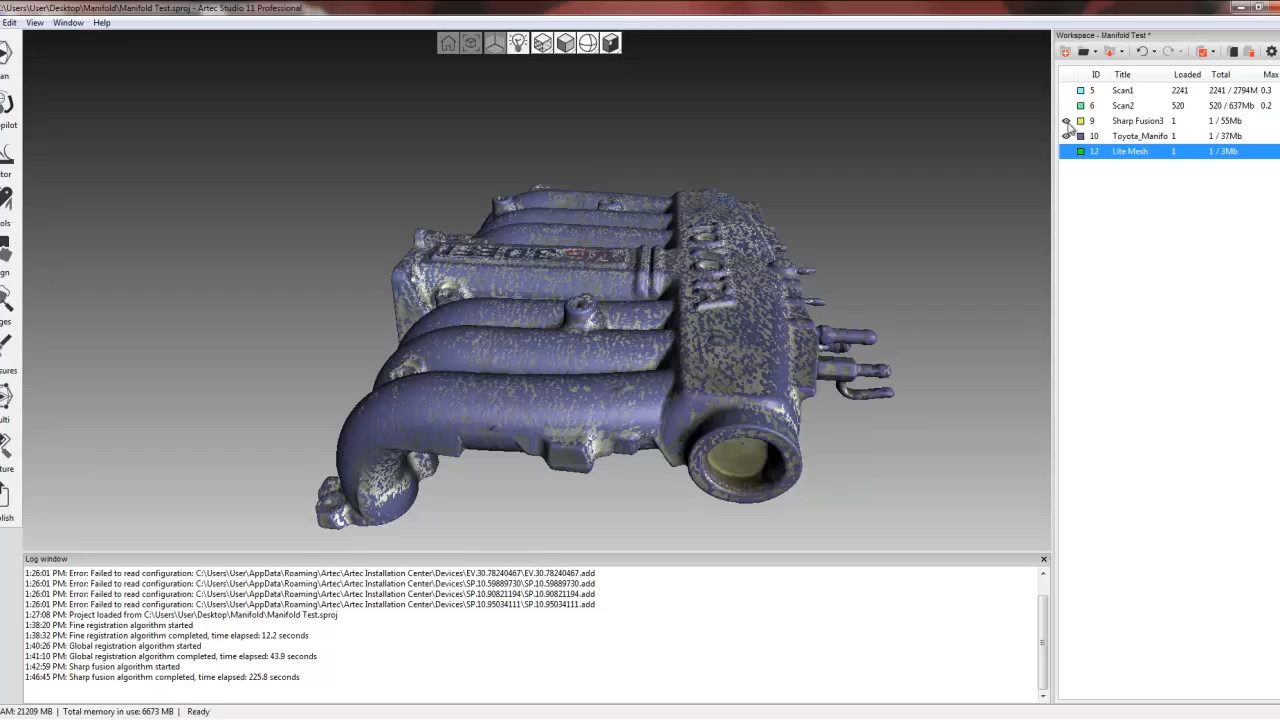 C:\Users\User\Desktop\Manifold\Manifold Test.sproj - Artec Studio 11 Professional
Edit View Window Help
Workspace - Manifold Test *
ID Title Loaded Total Max
5 Scan1 2241 2241 / 2794M 0.3
6 Scan2 520 520 / 637Mb 0.2
9 Sharp Fusion3 1 1 / 55Mb
10 Toyota_Manifo 1 1 / 37Mb
12 Lite Mesh 1 1 / 3Mb
an
opilot
tor
ols
gn
ges
sures
ulti
ture
olish
Log window
1:26:01 PM: Error: Failed to read configuration: C:\Users\User\AppData\Roaming\Artec\Artec Installation Center\Devices\EV.30.78240467\EV.30.78240467.add
1:26:01 PM: Error: Failed to read configuration: C:\Users\User\AppData\Roaming\Artec\Artec Installation Center\Devices\SP.10.59889730\SP.10.59889730.add
1:26:01 PM: Error: Failed to read configuration: C:\Users\User\AppData\Roaming\Artec\Artec Installation Center\Devices\SP.10.90821194\SP.10.90821194.add
1:26:01 PM: Error: Failed to read configuration: C:\Users\User\AppData\Roaming\Artec\Artec Installation Center\Devices\SP.10.95034111\SP.10.95034111.add
1:27:08 PM: Project loaded from C:\Users\User\Desktop\Manifold\Manifold Test.sproj
1:38:20 PM: Fine registration algorithm started
1:38:32 PM: Fine registration algorithm completed, time elapsed: 12.2 seconds
1:40:26 PM: Global registration algorithm started
1:41:10 PM: Global registration algorithm completed, time elapsed: 43.9 seconds
1:42:59 PM: Sharp fusion algorithm started
1:46:45 PM: Sharp fusion algorithm completed, time elapsed: 225.8 seconds
AM: 21209 MB | Total memory in use: 6673 MB | Ready